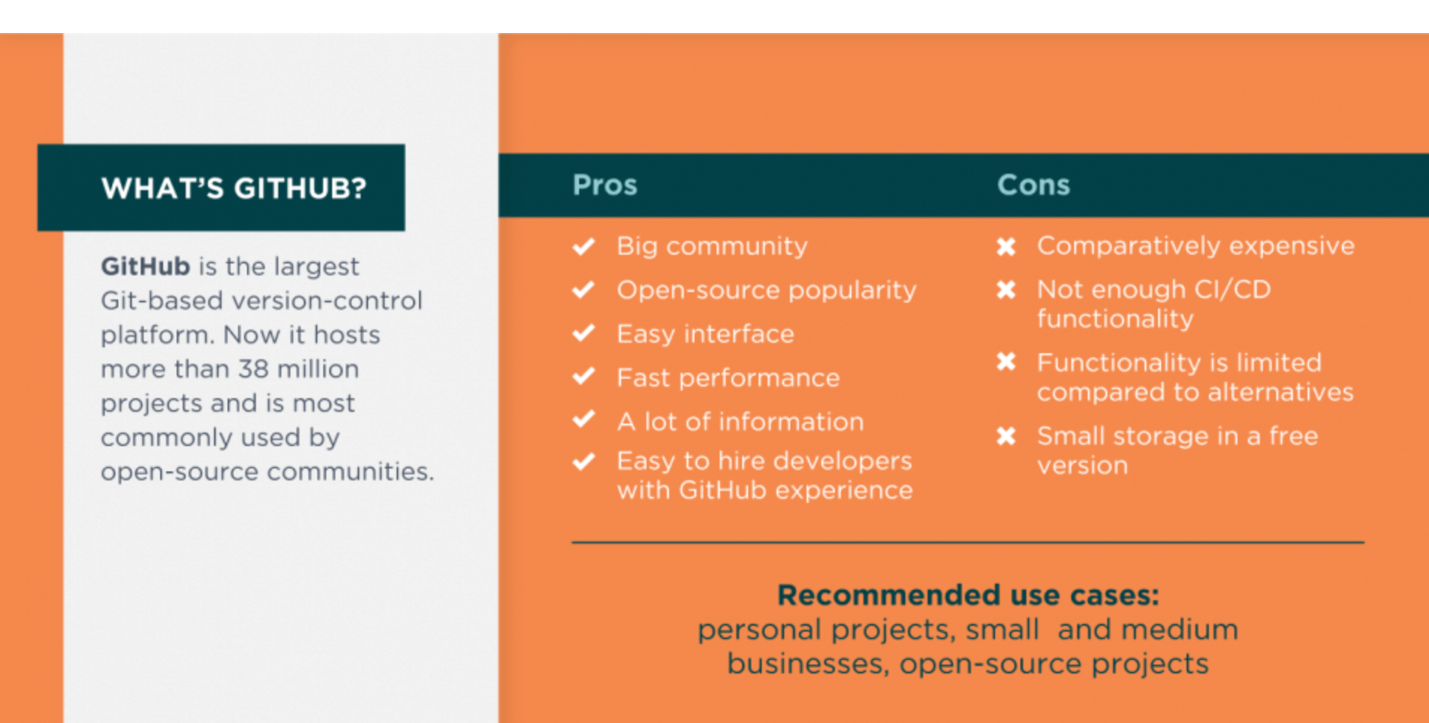 WHAT'S GITHUB?
GitHub is the largest
Git-based version-control
platform. Now it hosts
more than 38 million
projects and is most
commonly used by
open-source communities.
Pros
Big community
Open-source popularity
Easy interface
Fast performance
A lot of information
Easy to hire developers
with GitHub experience
Cons
Comparatively expensive
Not enough CI/CD
functionality
Functionality is limited
compared to alternatives
Small storage in a free
version
Recommended use cases:
personal projects, small and medium
businesses, open-source projects